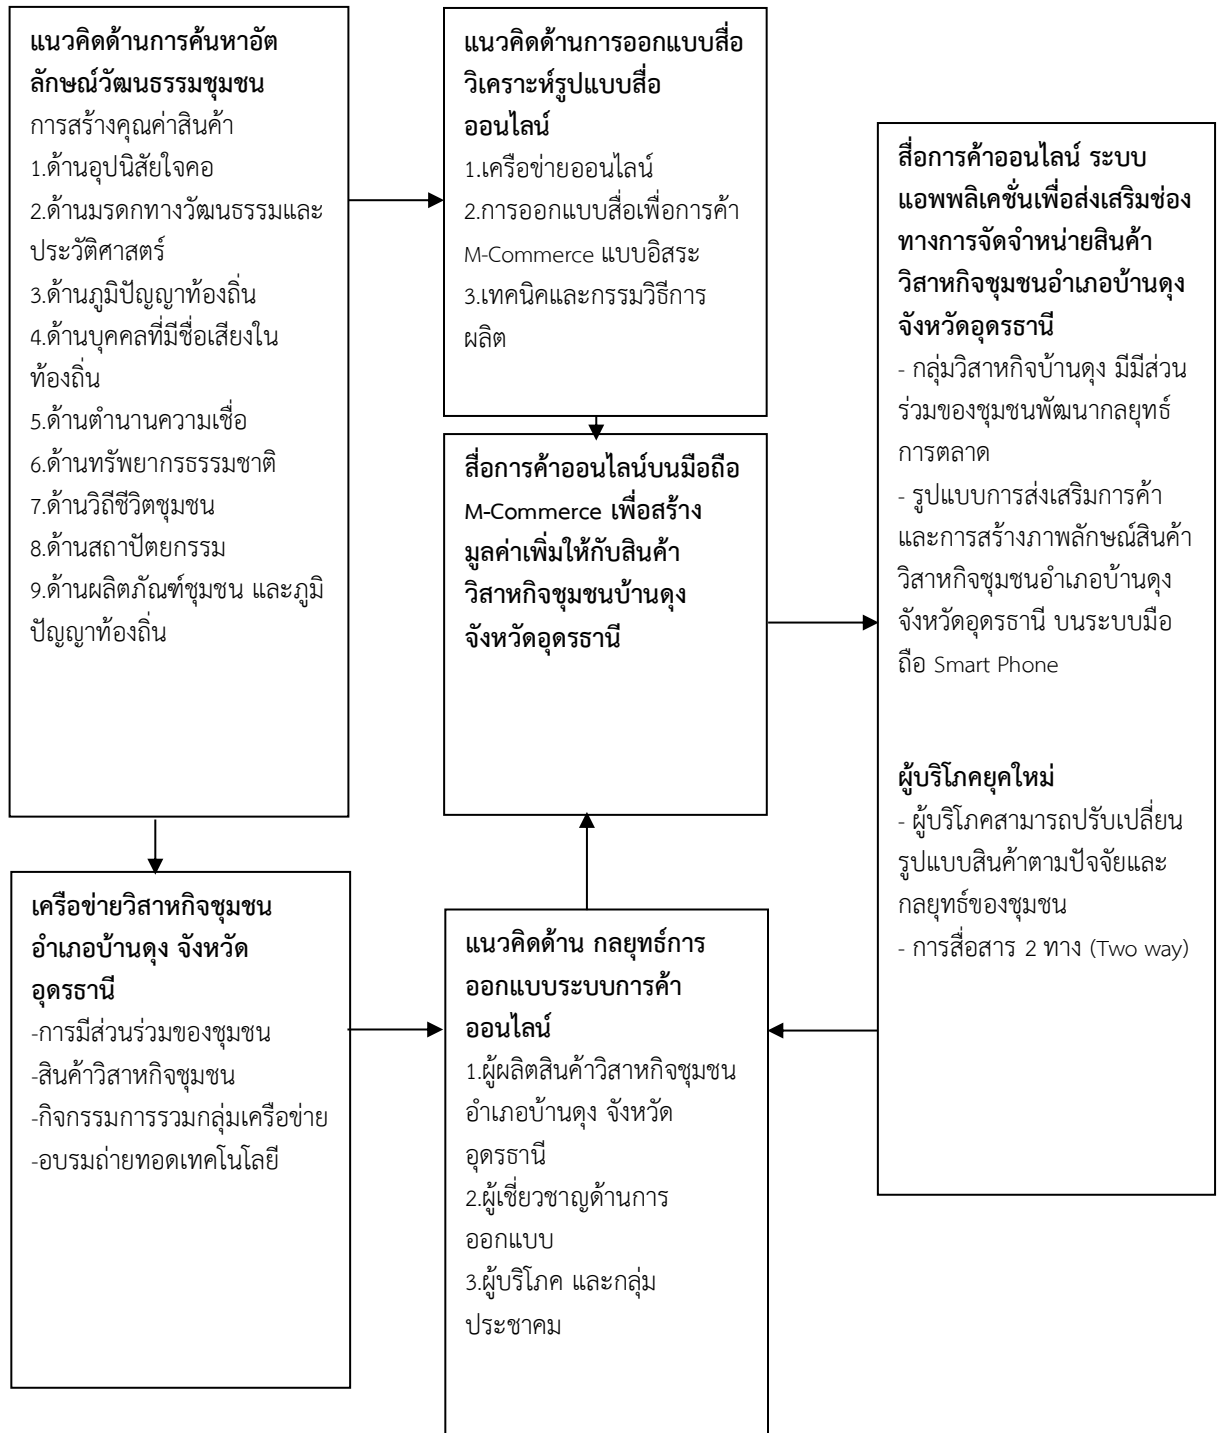 แนวคิดด้านการค้นหาอัต
ลักษณ์วัฒนธรรมชุมชน
การสร้างคุณค่าสินค้า
1.ด้านอุปนิสัยใจคอ
2.ด้านมรดกทางวัฒนธรรมและ
ประวัติศาสตร์
3.ด้านภูมิปัญญาท้องถิ่น
4.ด้านบุคคลที่มีชื่อเสียงใน
ท้องถิ่น
5.ด้านตำนานความเชื่อ
6.ด้านทรัพยากรธรรมชาติ
7.ด้านวิถีชีวิตชุมชน
8.ด้านสถาปัตยกรรม
9.ด้านผลิตภัณฑ์ชุมชน และภูมิ
ปัญญาท้องถิ่น
แนวคิดด้านการออกแบบสื่อ
วิเคราะห์รูปแบบสื่อ
ออนไลน์
1.เครือข่ายออนไลน์
2.การออกแบบสื่อเพื่อการค้า
M-Commerce แบบอิสระ
3.เทคนิคและกรรมวิธีการ
ผลิต
สื่อการค้าออนไลน์บนมือถือ
M-Commerce เพื่อสร้าง
มูลค่าเพิ่มให้กับสินค้า
วิสาหกิจชุมชนบ้านดุง
จังหวัดอุดรธานี
สื่อการค้าออนไลน์ ระบบ
แอพพลิเคชั่นเพื่อส่งเสริมช่อง
ทางการจัดจำหน่ายสินค้า
วิสาหกิจชุมชนอำเภอบ้านดุง
จังหวัดอุดรธานี
- กลุ่มวิสาหกิจบ้านดุง มีมีส่วน
ร่วมของชุมชนพัฒนากลยุทธ์
การตลาด
- รูปแบบการส่งเสริมการค้า
และการสร้างภาพลักษณ์สินค้า
วิสาหกิจชุมชนอำเภอบ้านดุง
จังหวัดอุดรธานี บนระบบมือ
ถือ Smart Phone
ผู้บริโภคยุคใหม่
- ผู้บริโภคสามารถปรับเปลี่ยน
รูปแบบสินค้าตามปัจจัยและ
กลยุทธ์ของชุมชน
- การสื่อสาร 2 ทาง (Two way)
เครือข่ายวิสาหกิจชุมชน
อำเภอบ้านดุง จังหวัด
อุดรธานี
-การมีส่วนร่วมของชุมชน
-สินค้าวิสาหกิจชุมชน
-กิจกรรมการรวมกลุ่มเครือข่าย
-อบรมถ่ายทอดเทคโนโลยี
แนวคิดด้าน กลยุทธ์การ
ออกแบบระบบการค้า
ออนไลน์
1.ผู้ผลิตสินค้าวิสาหกิจชุมชน
อำเภอบ้านดุง จังหวัด
อุดรธานี
2.ผู้เชี่ยวชาญด้านการ
ออกแบบ
3.ผู้บริโภค และกลุ่ม
ประชาคม